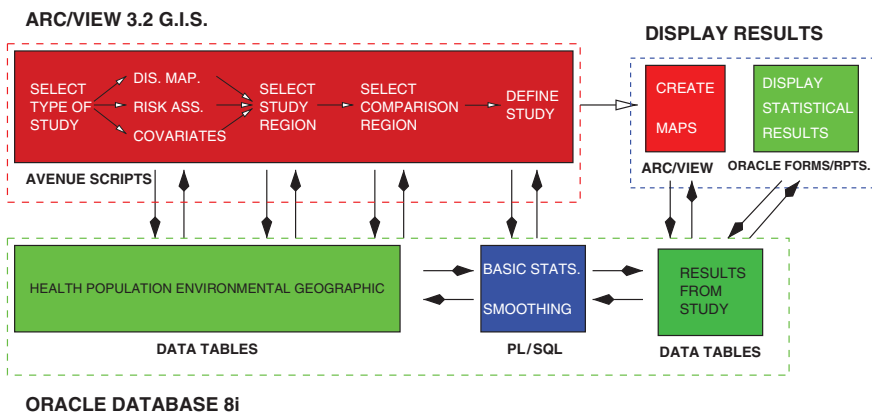 ARC/VIEW 3.2 G.I.S.
DISPLAY RESULTS
SELECT
TYPE OF
STUDY
DIS. MAP.
RISK ASS.
COVARIATES
SELECT
STUDY
REGION
SELECT
COMPARISON
REGION
DEFINE
STUDY
CREATE
MAPS
DISPLAY
STATISTICAL
RESULTS
AVENUE SCRIPTS
ARC/VIEW
ORACLE FORMS/RPTS.
HEALTH POPULATION ENVIRONMENTAL GEOGRAPHIC
BASIC STATS.
SMOOTHING
RESULTS
FROM
STUDY
DATA TABLES
PL/SQL
DATA TABLES
ORACLE DATABASE 8i